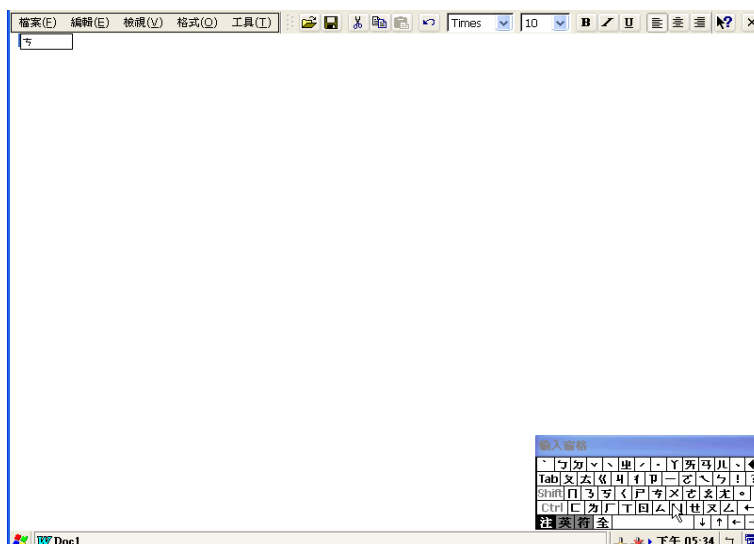 檔案(F) 編輯(E) 檢視(V) 格式(O) 工具(T) Times 10 B I U
ㄘ
輸入窗格
ˋ ㄅ ㄉ ˇ ˋ ㄓ ˊ ˙ ㄚ ㄞ ㄢ ㄦ
Tab ㄆ ㄊ ㄍ ㄐ ㄔ ㄗ ㄧ ㄛ ㄟ ㄣ
Shift ㄇ ㄋ ㄎ ㄑ ㄕ ㄘ ㄨ ㄜ ㄠ ㄤ
Ctrl ㄈ ㄌ ㄏ ㄒ ㄖ ㄙ ㄩ ㄝ ㄡ ㄥ ←
注 英 符 全 ↓ ↑ ←
Doc1 下午 05:34 ㄅ